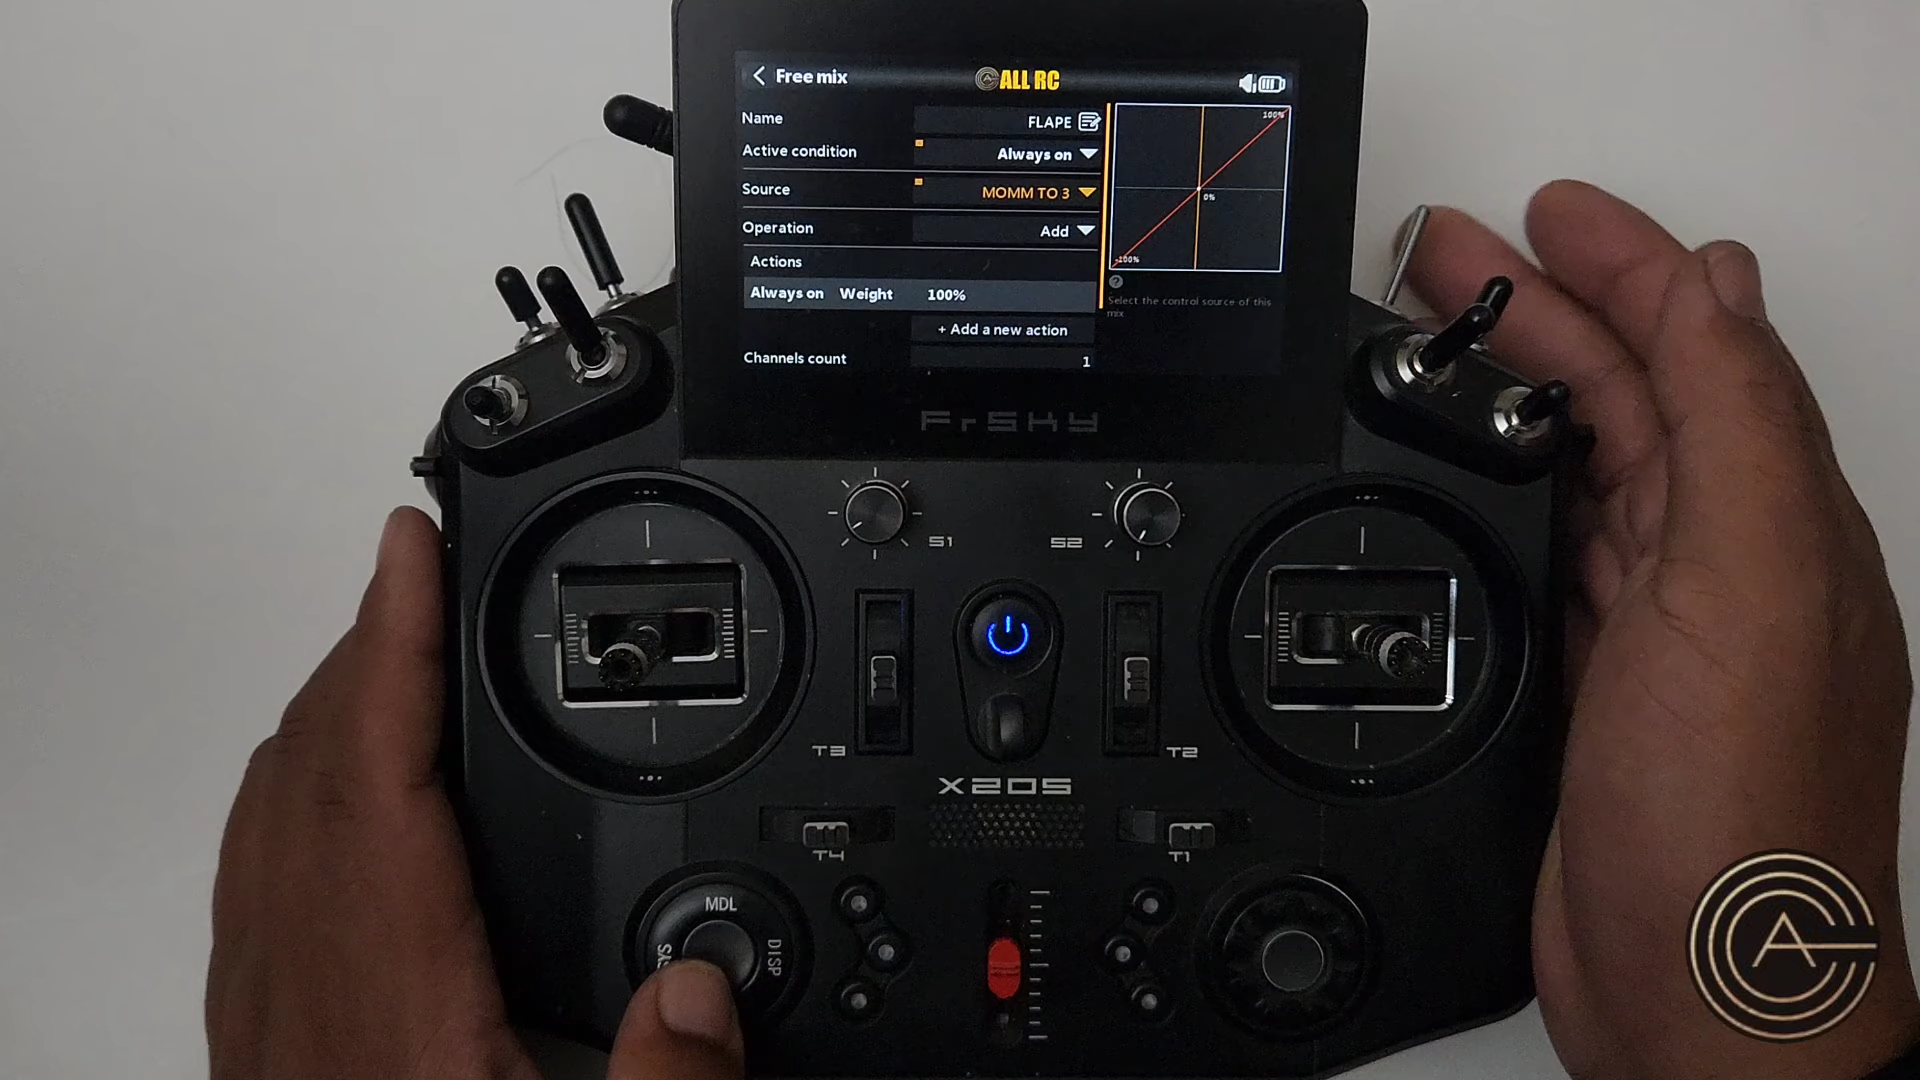 Free mix
ALL RC
Name FLAPE
Active condition Always on
Source MOMM TO 3
Operation Add
Actions
Always on Weight 100%
+ Add a new action
Channels count 1
100%
0%
-100%
?
Select the control source of this
mix
FrSKY
S1
S2
T3
T2
X20S
T4
T1
MDL
SYS
DISP